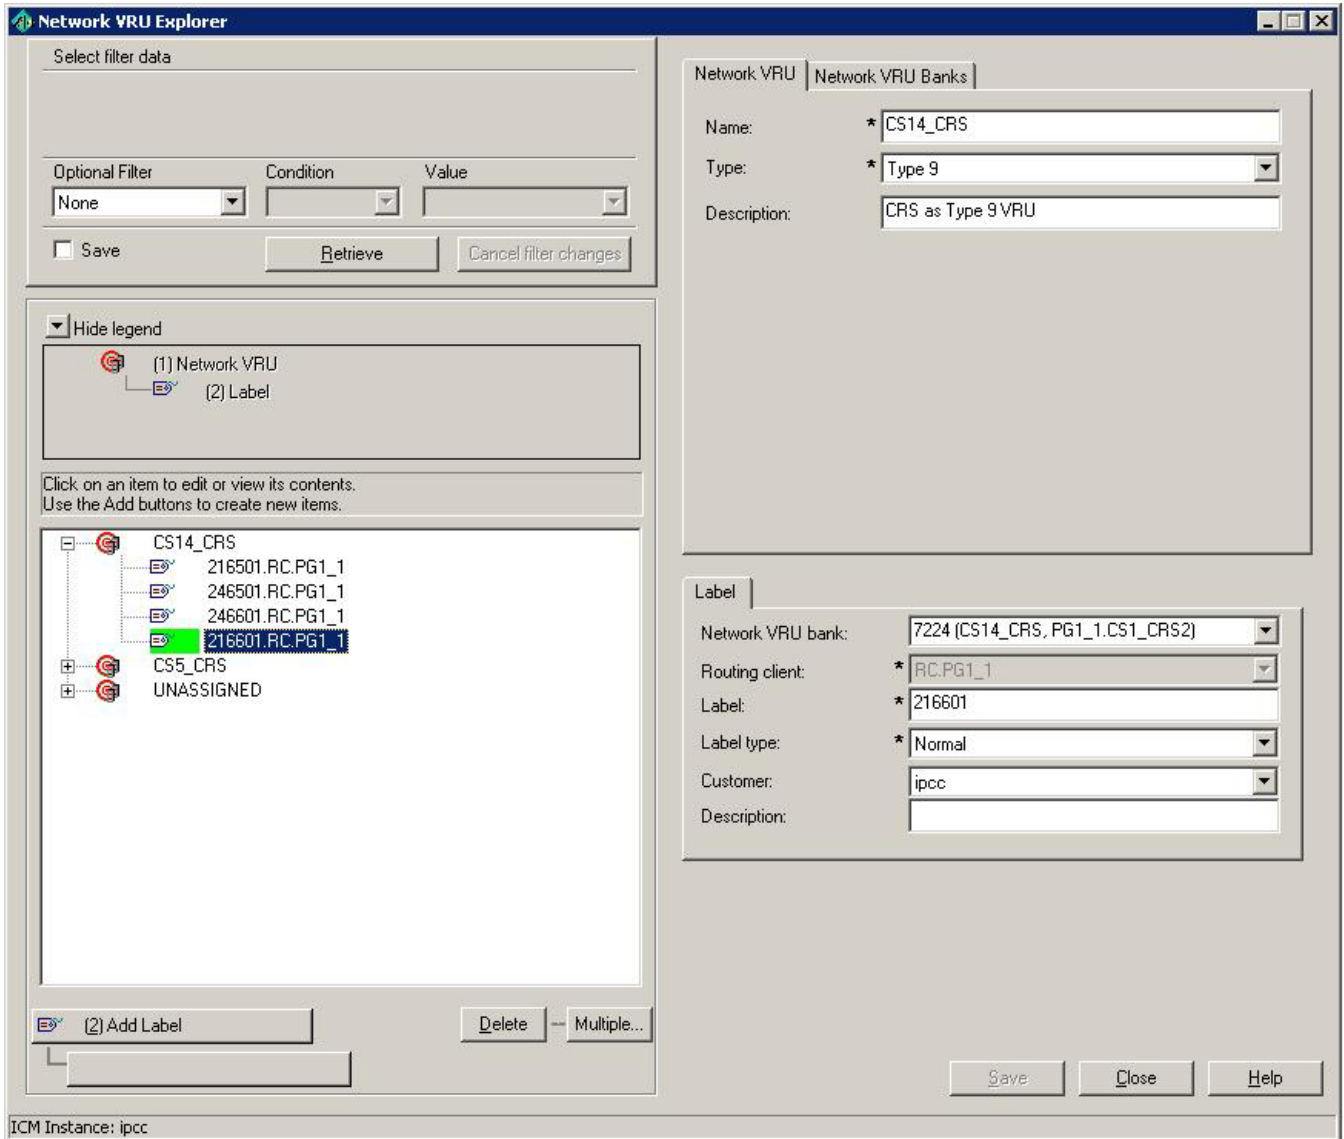 Network VRU Explorer
Select filter data
Optional Filter Condition Value
None
Save Retrieve Cancel filter changes
Hide legend
(1) Network VRU
(2) Label
Click on an item to edit or view its contents.
Use the Add buttons to create new items.
CS14_CRS
216501.RC.PG1_1
246501.RC.PG1_1
246601.RC.PG1_1
216601.RC.PG1_1
CS5_CRS
UNASSIGNED
(2) Add Label Delete -- Multiple...
Network VRU Network VRU Banks
Name: * CS14_CRS
Type: * Type 9
Description: CRS as Type 9 VRU
Label
Network VRU bank: 7224 (CS14_CRS, PG1_1.CS1_CRS2)
Routing client: * RC.PG1_1
Label: * 216601
Label type: * Normal
Customer: ipcc
Description:
Save Close Help
ICM Instance: ipcc